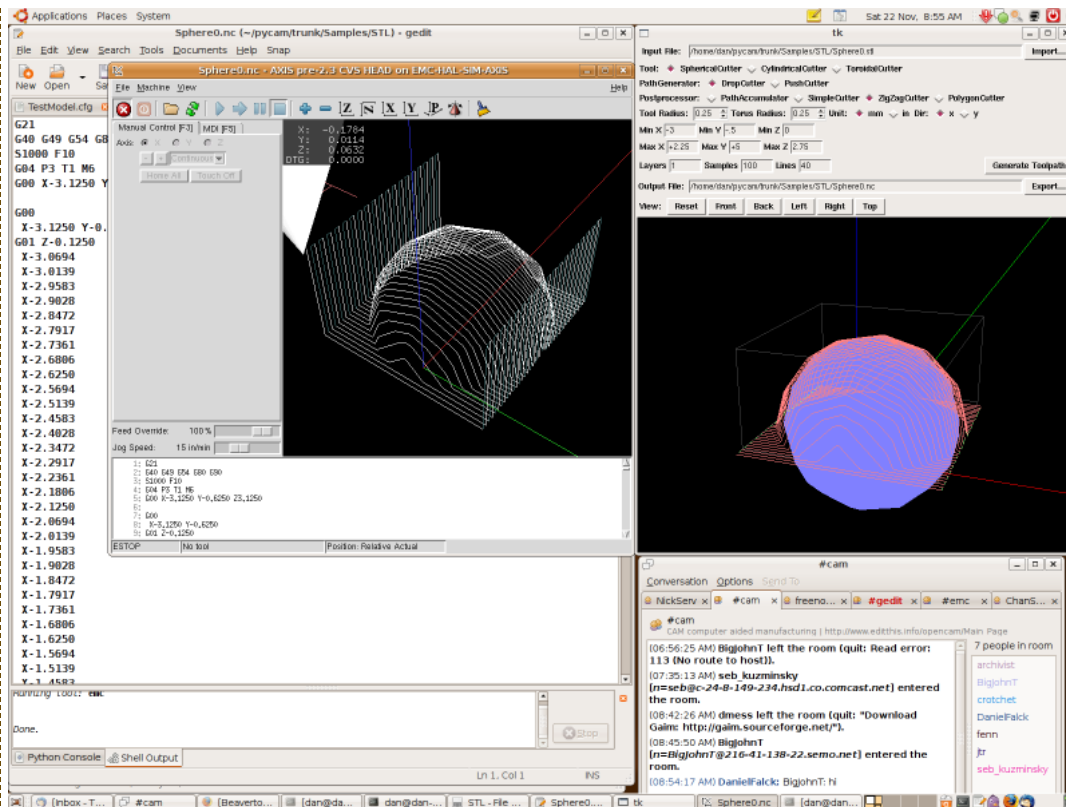 Applications Places System
Sat 22 Nov, 8:55 AM
Sphere0.nc (~/pycam/trunk/Samples/STL) - gedit
File Edit View Search Tools Documents Help Snap
New Open
TestModel.cfg
G21
G40 G49 G54
S1000 F10
G04 P3 T1 M6
G00 X-3.1250
G00
X-3.1250
G01 Z-0.1250
X-3.0694
X-3.0139
X-2.9583
X-2.9028
X-2.8472
X-2.7917
X-2.7361
X-2.6806
X-2.6250
X-2.5694
X-2.5139
X-2.4583
X-2.4028
X-2.3472
X-2.2917
X-2.2361
X-2.1806
X-2.1250
X-2.0694
X-2.0139
X-1.9583
X-1.9028
X-1.8472
X-1.7917
X-1.7361
X-1.6806
X-1.6250
X-1.5694
X-1.5139
X-1.4583
Running tool: emc
Done.
Stop
Python Console Shell Output
Ln 1, Col 1 INS
Sphere0.nc - AXIS pre-2.3 CVS HEAD on EMC-HAL-SIM-AXIS
File Machine View Help
Manual Control [F3] MDI [F5]
Axis: X Y Z
- + Continuous
Home All Touch Off
Feed Override: 100 %
Jog Speed: 15 in/min
X: -0.1784
Y: 0.0114
Z: 0.0632
DTG: 0.0000
1: G21
2: G40 G49 G54 G80 G90
3: S1000 F10
4: G04 P3 T1 M6
5: G00 X-3.1250 Y-0.6250 Z3.1250
6:
7: G00
8: X-3.1250 Y-0.6250
9: G01 Z-0.1250
ESTOP No tool Position: Relative Actual
tk
Input File: /home/dan/pycam/trunk/Samples/STL/Sphere0.stl Import...
Tool: SphericalCutter CylindricalCutter ToroidalCutter
PathGenerator: DropCutter PushCutter
Postprocessor: PathAccumulator SimpleCutter ZigZagCutter PolygonCutter
Tool Radius: 0.25 Torus Radius: 0.25 Unit: mm in Dir: x y
Min X -3 Min Y -.5 Min Z 0
Max X +2.25 Max Y +5 Max Z 2.75
Layers 1 Samples 100 Lines 40 Generate Toolpath
Output File: /home/dan/pycam/trunk/Samples/STL/Sphere0.nc Export...
View: Reset Front Back Left Right Top
#cam
Conversation Options Send To
NickServ x #cam x freeno... x #gedit x #emc x ChanS... x
#cam
CAM computer aided manufacturing | http://www.editthis.info/opencam/Main_Page
(06:56:25 AM) BigJohnT left the room (quit: Read error:
113 (No route to host)).
(07:35:13 AM) seb_kuzminsky
[n=seb@c-24-8-149-234.hsd1.co.comcast.net] entered
the room.
(08:42:26 AM) dmess left the room (quit: "Download
Gaim: http://gaim.sourceforge.net/").
(08:45:50 AM) BigJohnT
[n=BigJohnT@216-41-138-22.semo.net] entered the
room.
(08:54:17 AM) DanielFalck: BigJohnT: hi
7 people in room
archivist
BigJohnT
crotchet
DanielFalck
fenn
jtr
seb_kuzminsky
[Inbox - T... #cam [Beaverto... [dan@da... dan@dan-... STL - File ... Sphere0.... tk Sphere0.nc [dan@dan...